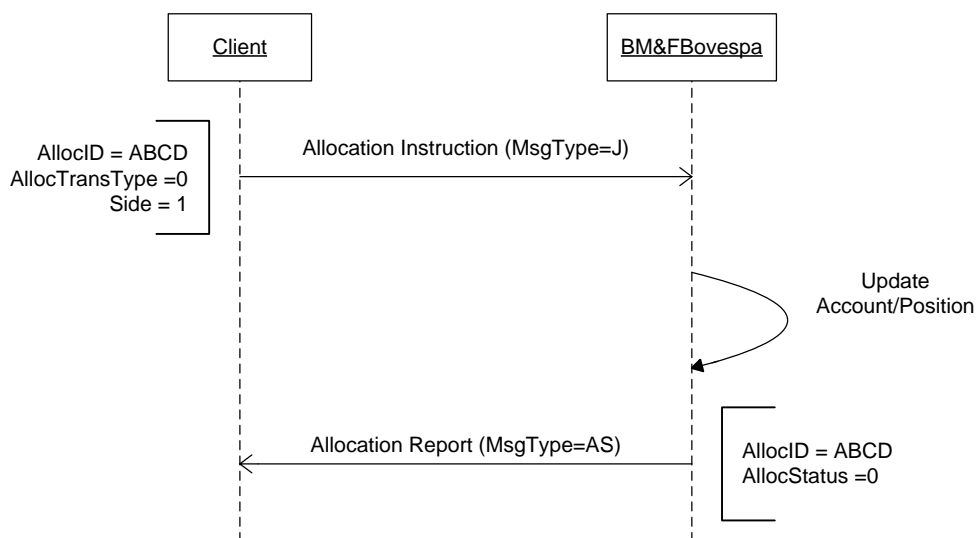 Client
BM&FBovespa
Allocation Instruction (MsgType=J)
AllocID = ABCD
AllocTransType =0
Side = 1
Update
Account/Position
Allocation Report (MsgType=AS)
AllocID = ABCD
AllocStatus =0